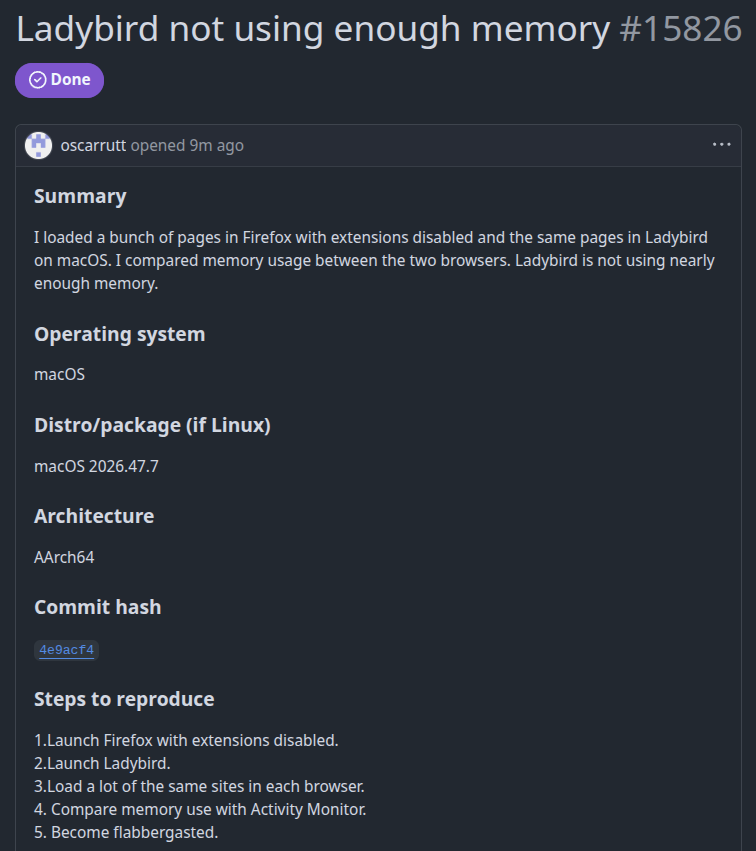 Ladybird not using enough memory #15826
Done
oscarrutt opened 9m ago
Summary
I loaded a bunch of pages in Firefox with extensions disabled and the same pages in Ladybird
on macOS. I compared memory usage between the two browsers. Ladybird is not using nearly
enough memory.
Operating system
macOS
Distro/package (if Linux)
macOS 2026.47.7
Architecture
AArch64
Commit hash
4e9acf4
Steps to reproduce
1.Launch Firefox with extensions disabled.
2.Launch Ladybird.
3.Load a lot of the same sites in each browser.
4. Compare memory use with Activity Monitor.
5. Become flabbergasted.